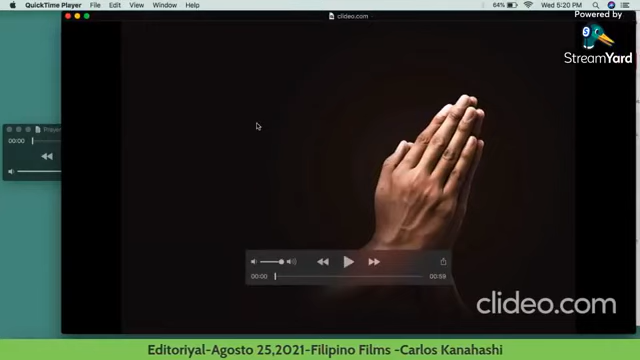 QuickTime Player File Edit View Window Help
64% Wed 5:20 PM
clideo.com
Powered by
StreamYard
Prayer
00:00
00:00 00:59
clideo.com
Editoriyal-Agosto 25,2021-Filipino Films -Carlos Kanahashi